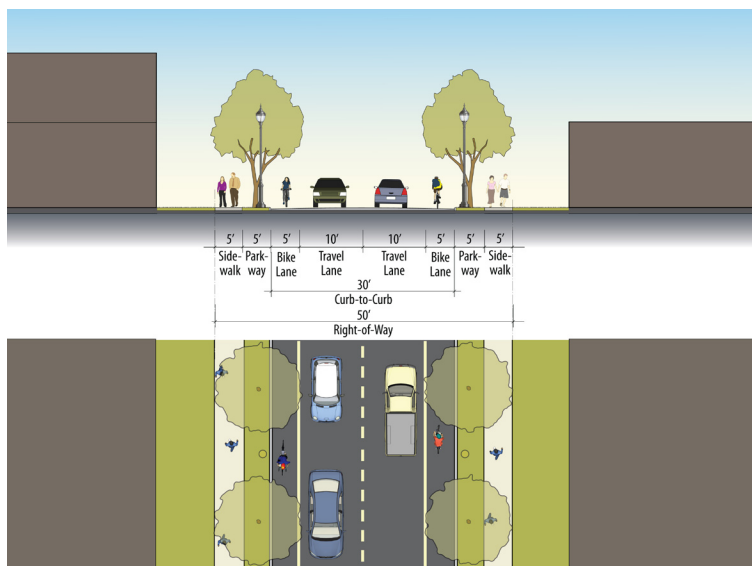 5' 5' 5' 10' 10' 5' 5' 5'
Side- Park- Bike Travel Travel Bike Park- Side-
walk way Lane Lane Lane Lane way walk
30'
Curb-to-Curb
50'
Right-of-Way